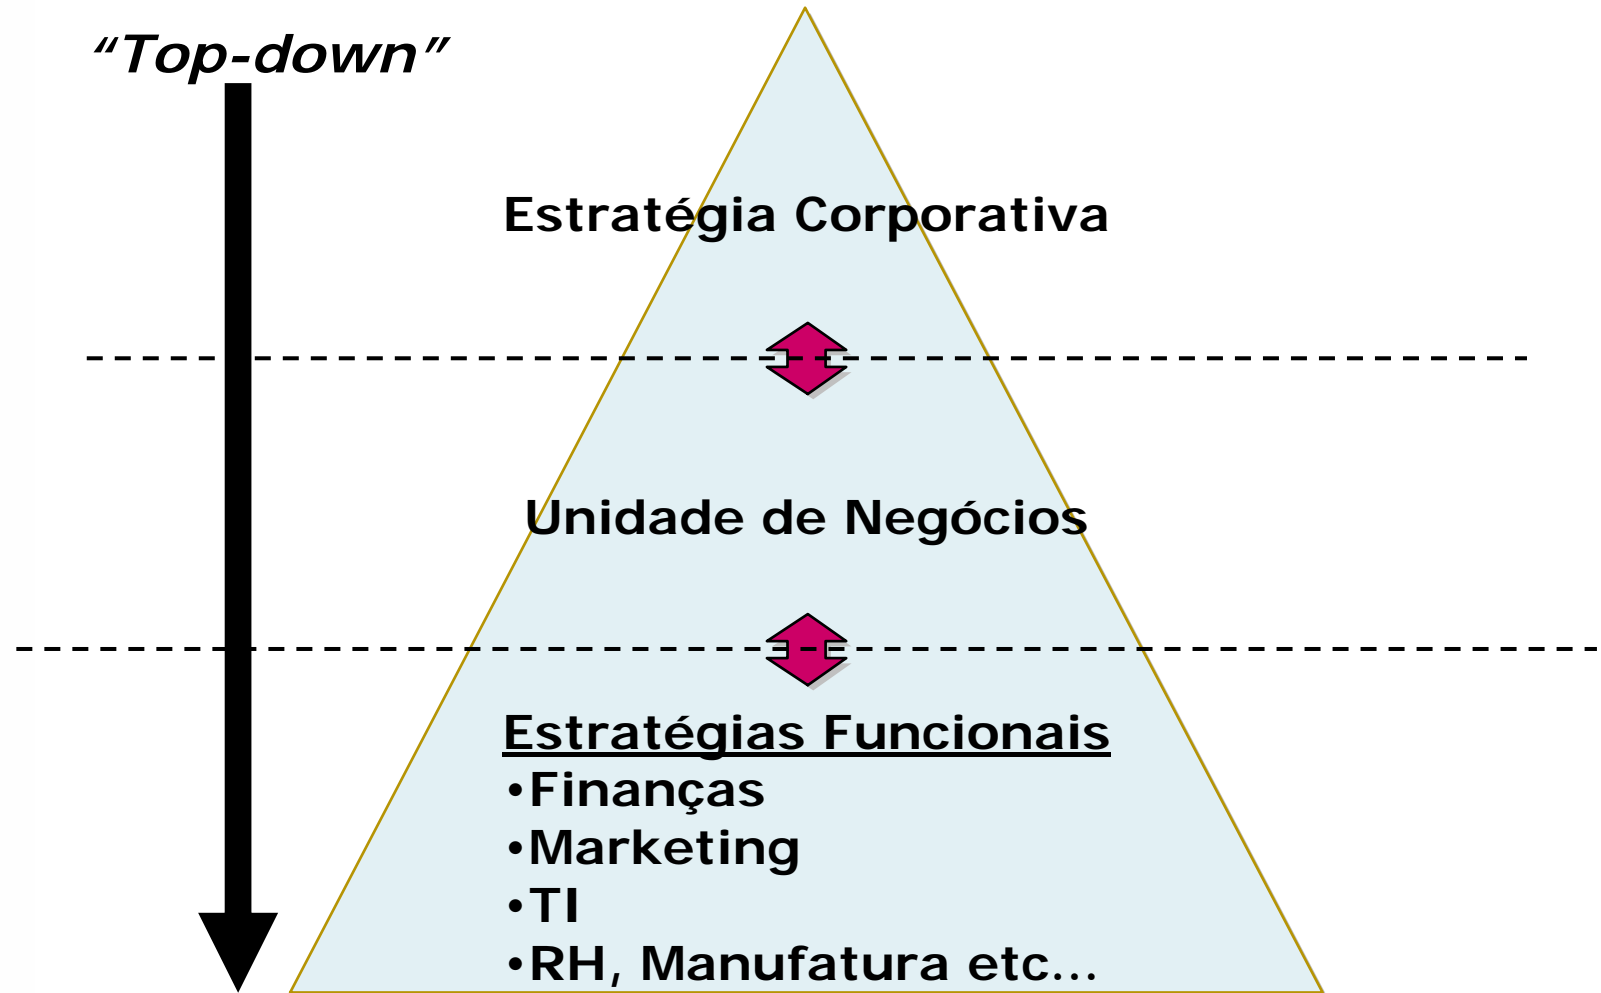 “Top-down”
Estratégia Corporativa
Unidade de Negócios
Estratégias Funcionais
•Finanças
•Marketing
•TI
•RH, Manufatura etc...